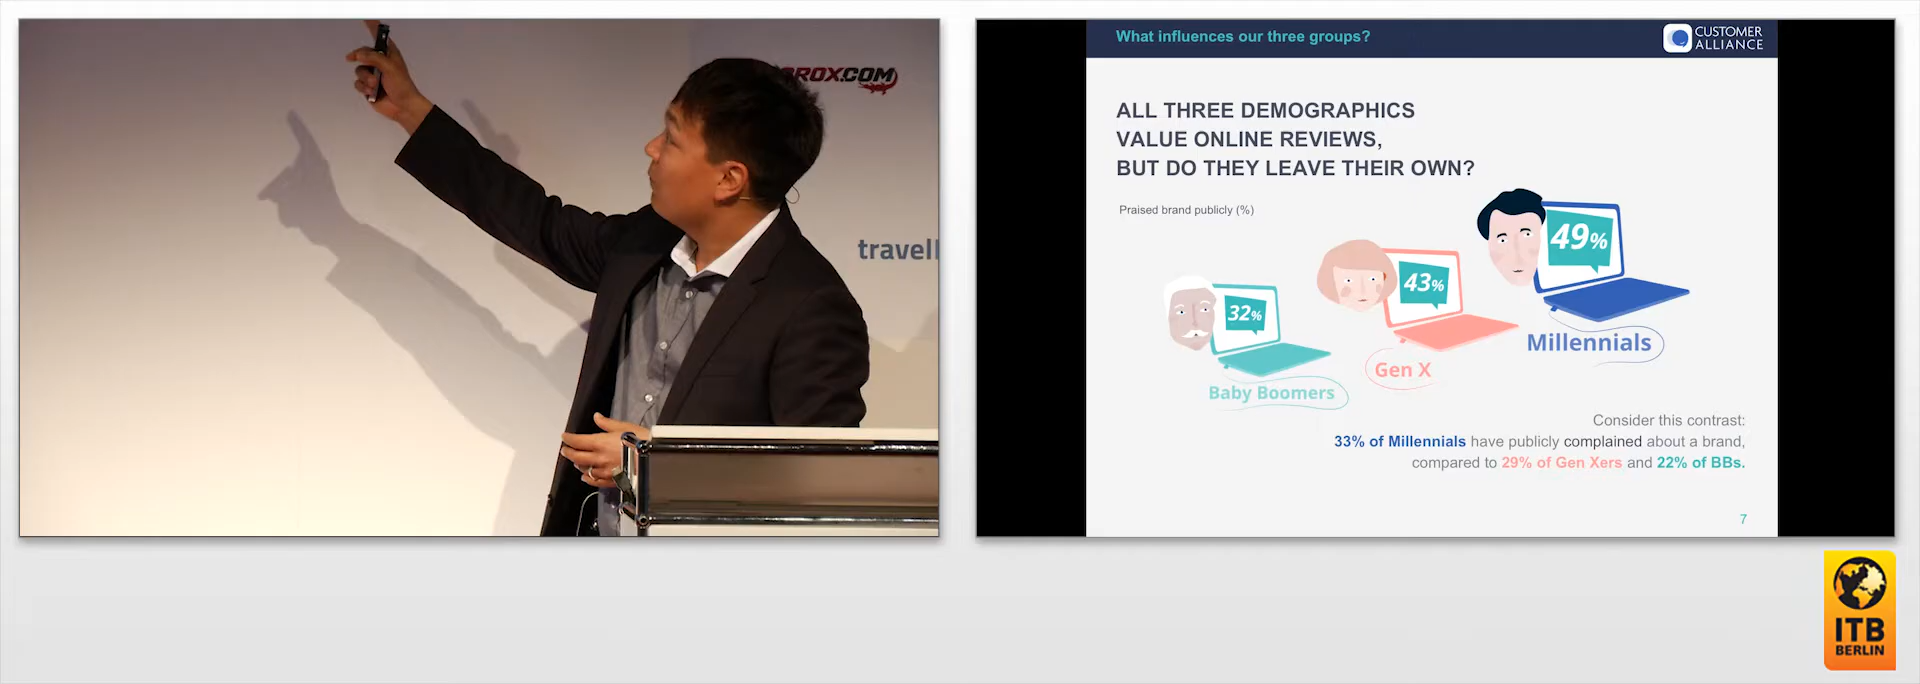 ROX.COM
travel
What influences our three groups?
CUSTOMER
ALLIANCE
ALL THREE DEMOGRAPHICS
VALUE ONLINE REVIEWS,
BUT DO THEY LEAVE THEIR OWN?
Praised brand publicly (%)
49%
43%
32%
Millennials
Gen X
Baby Boomers
Consider this contrast:
33% of Millennials have publicly complained about a brand,
compared to 29% of Gen Xers and 22% of BBs.
7
ITB
BERLIN